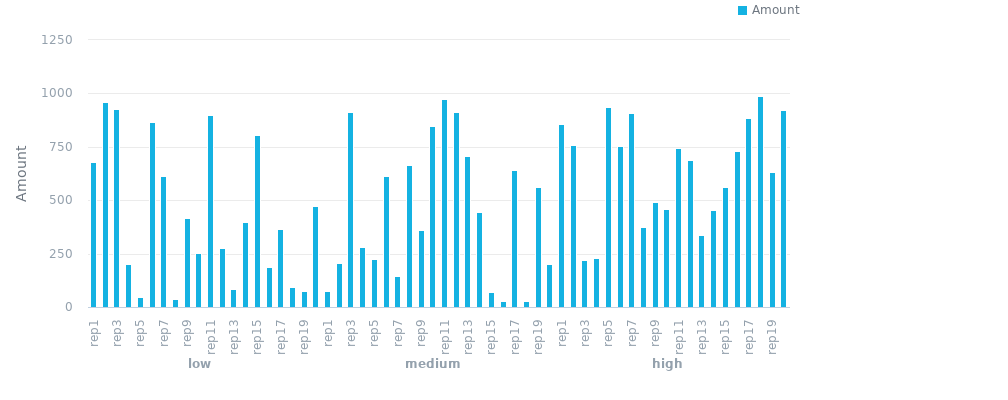 Amount
1250
1000
750
500
250
0
Amount
rep1 rep3 rep5 rep7 rep9 rep11 rep13 rep15 rep17 rep19 rep1 rep3 rep5 rep7 rep9 rep11 rep13 rep15 rep17 rep19 rep1 rep3 rep5 rep7 rep9 rep11 rep13 rep15 rep17 rep19
low medium high